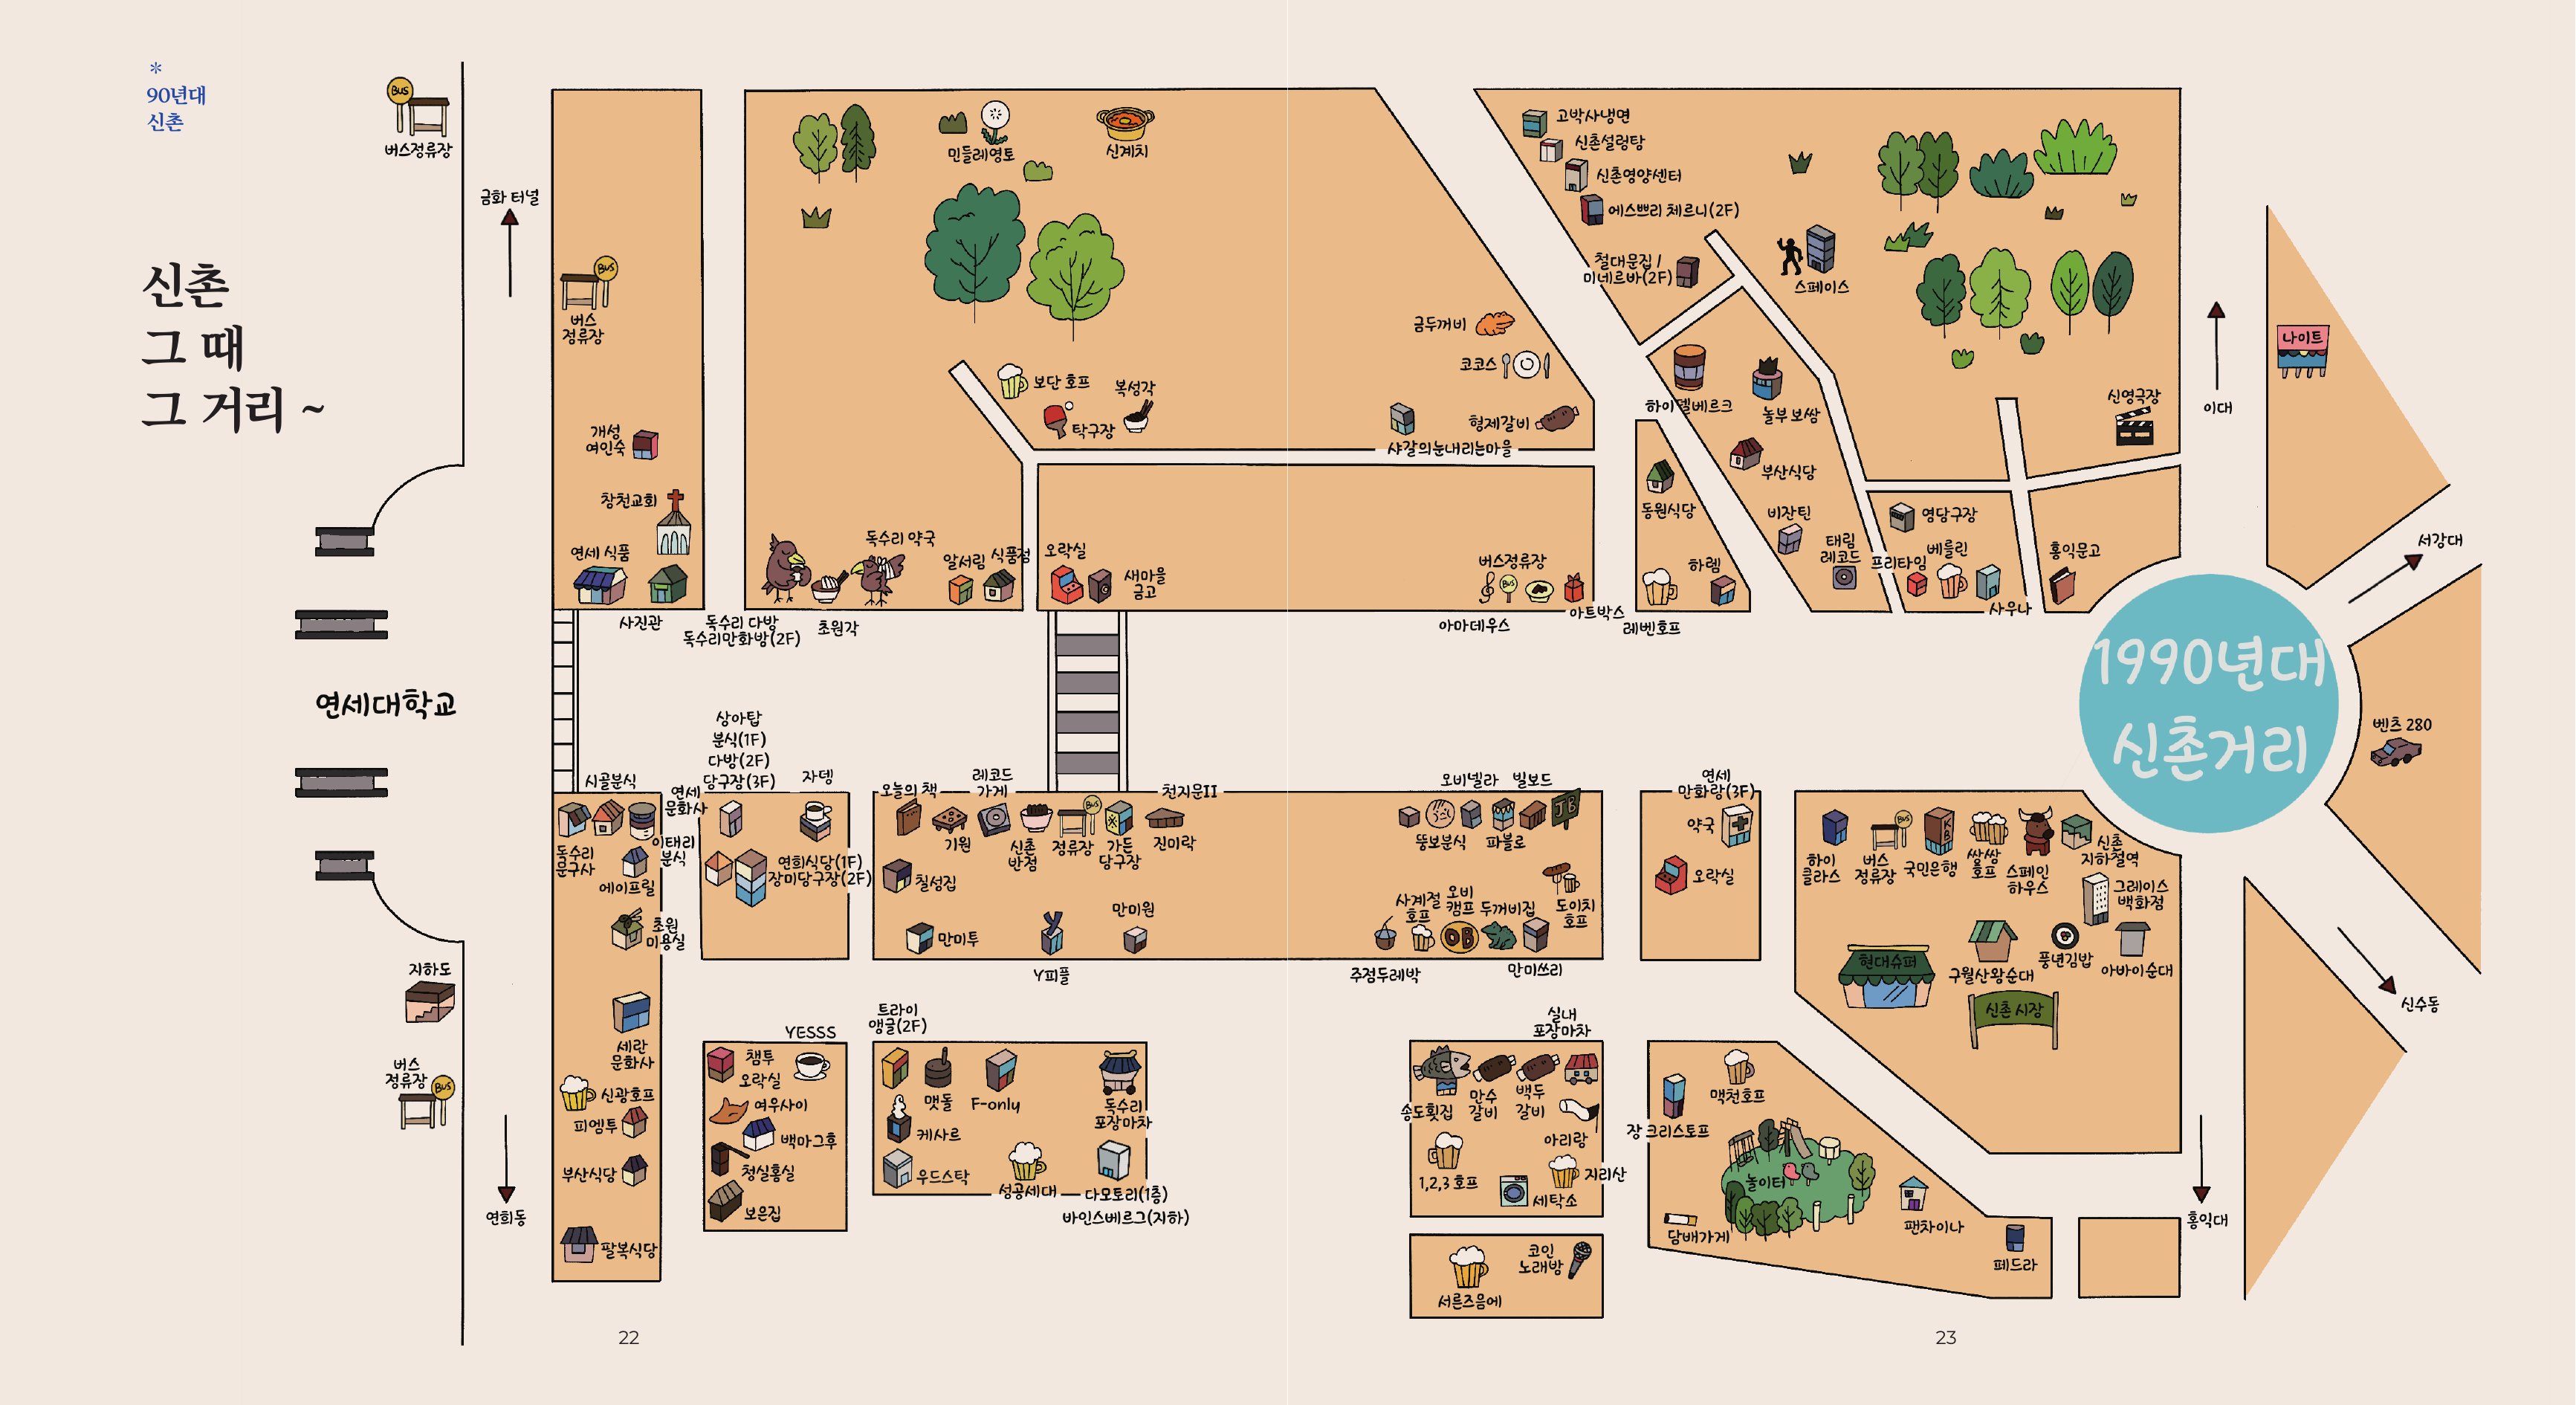 *
90년대
신촌
신촌
그 때
그 거리 ~
BUS
버스정류장
금화 터널
BUS
버스
정류장
개성
여인숙
창천교회
연세 식품
사진관
연세대학교
민들레영토
신계치
보단 호프
복성각
탁구장
금두꺼비
코코스
형제갈비
샤갈의눈내리는마을
독수리 약국
알서림
식품점
독수리 다방
독수리만화방(2F)
초원각
오락실
새마을
금고
버스정류장
BUS
아트박스
아마데우스
고박사냉면
신촌설렁탕
신촌영양센터
에스쁘리 체르니(2F)
철대문집 /
미네르바(2F)
스페이스
하이델베르크
놀부 보쌈
부산식당
비잔틴
태림
레코드
동원식당
하렘
레벤호프
영당구장
프리타임
베를린
사우나
홍익문고
신영극장
이대
나이트
서강대
1990년대
신촌거리
벤츠 280
신수동
홍익대
시골분식
연세
문화사
독수리
문구사
이태리
분식
에이프릴
초원
미용실
세란
문화사
신광호프
피엠투
부산식당
팔복식당
지하도
버스
정류장
BUS
연희동
상아탑
분식(1F)
다방(2F)
당구장(3F)
자뎅
연희식당(1F)
장미당구장(2F)
오늘의 책
레코드
가게
천지문II
BUS
기원
신촌
반점
정류장
가든
당구장
진미락
칠성집
만미투
Y피플
만미원
오비빌라
빌보드
JB
뚱보분식
파블로
사계절
호프
오비
캠프
두꺼비집
도이치
호프
OB
주점두레박
만미쓰리
연세
만화랑(3F)
약국
오락실
BUS
KB
하이
클라스
버스
정류장
국민은행
쌍쌍
호프
스페인
하우스
신촌
지하철역
그레이스
백화점
현대슈퍼
구월산왕순대
풍년김밥
아바이순대
신촌 시장
YESSS
챔투
오락실
여우사이
백마그후
청실홍실
보은집
트라이
앵글(2F)
맷돌
F-only
독수리
포장마차
케사르
우드스탁
성공세대
다모토리(1층)
바인스베르그(지하)
실내
포장마차
송도횟집
만수
갈비
백두
갈비
아리랑
1,2,3 호프
세탁소
지리산
서른즈음에
코인
노래방
맥천호프
장 크리스토프
놀이터
담배가게
팬차이나
페드라
22
23